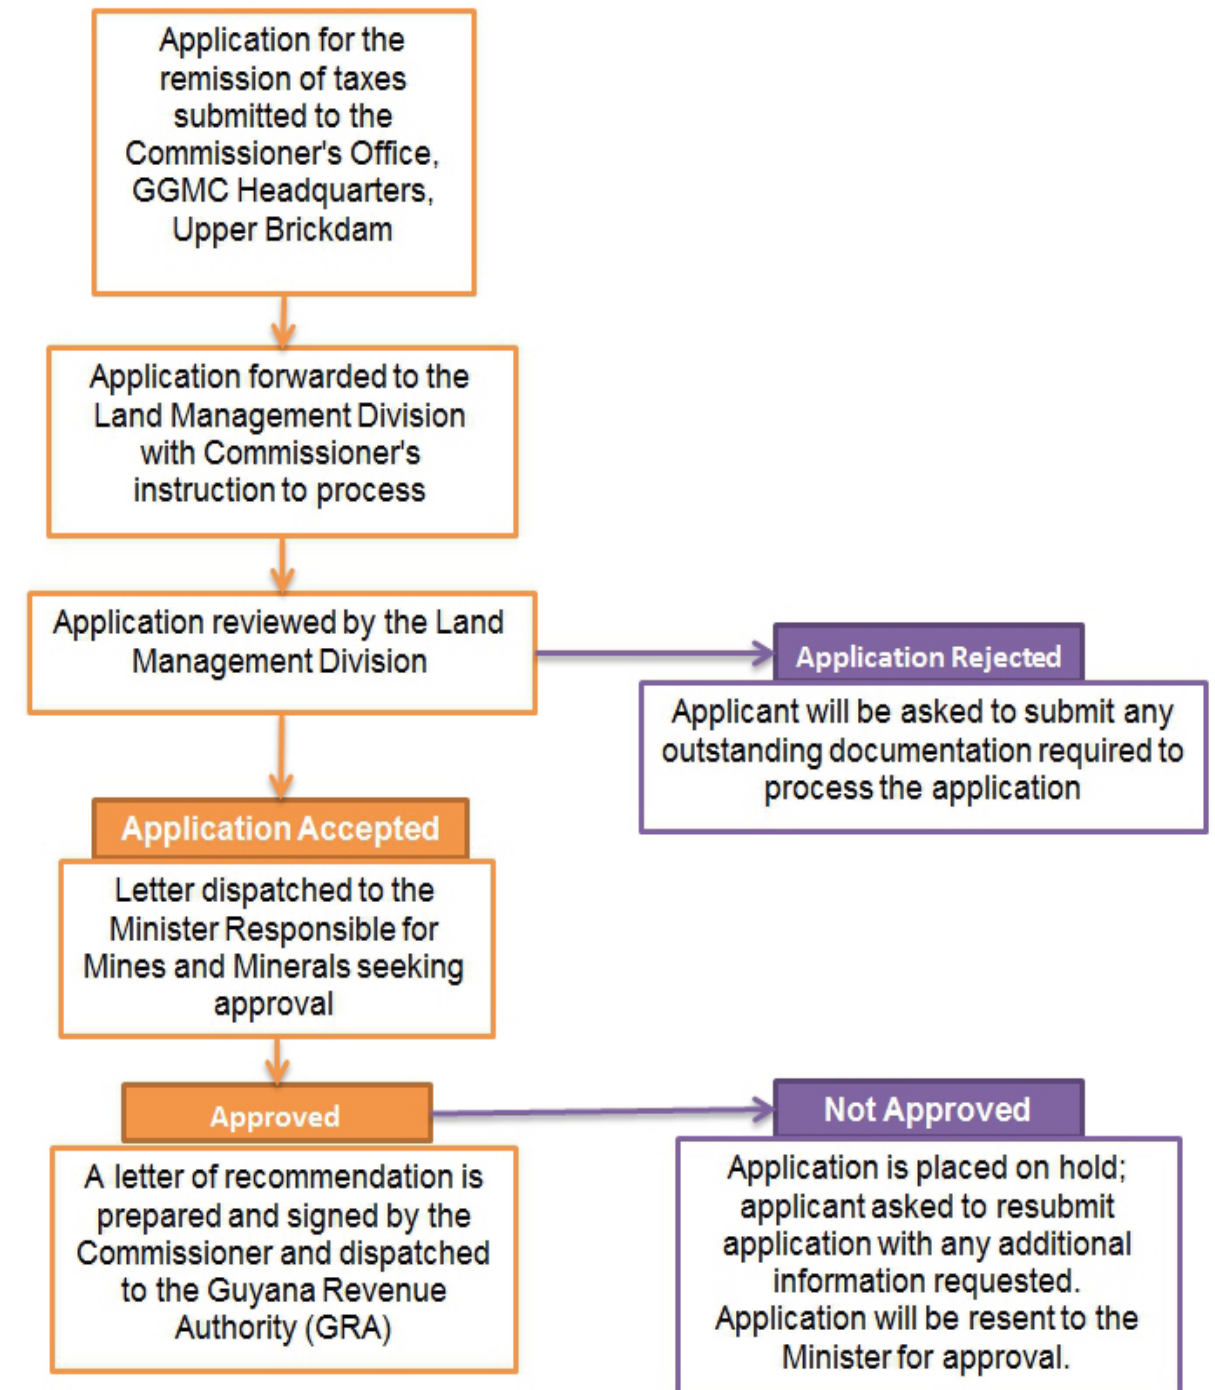 Application for the
remission of taxes
submitted to the
Commissioner's Office,
GGMC Headquarters,
Upper Brickdam
Application forwarded to the
Land Management Division
with Commissioner's
instruction to process
Application reviewed by the Land
Management Division
Application Rejected
Applicant will be asked to submit any
outstanding documentation required to
process the application
Application Accepted
Letter dispatched to the
Minister Responsible for
Mines and Minerals seeking
approval
Approved
A letter of recommendation is
prepared and signed by the
Commissioner and dispatched
to the Guyana Revenue
Authority (GRA)
Not Approved
Application is placed on hold;
applicant asked to resubmit
application with any additional
information requested.
Application will be resent to the
Minister for approval.